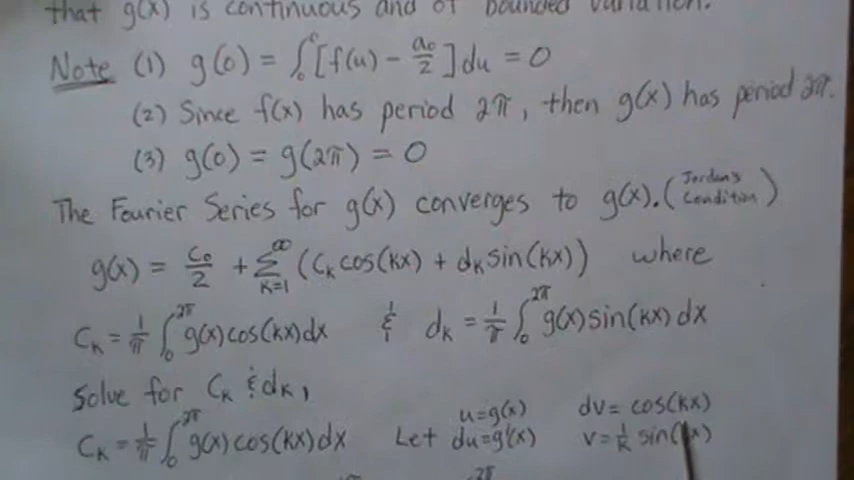 that g(x) is continuous and of bounded variation.
Note (1) g(0) = ∫₀⁰ [f(u) - a₀/2] du = 0
(2) Since f(x) has period 2π, then g(x) has period 2π.
(3) g(0) = g(2π) = 0
The Fourier Series for g(x) converges to g(x). (Jordan's Condition)
g(x) = C₀/2 + ∑_{K=1}^{∞} (C_K cos(Kx) + d_K sin(Kx)) where
C_K = 1/π ∫₀^{2π} g(x) cos(Kx) dx & d_K = 1/π ∫₀^{2π} g(x) sin(Kx) dx
Solve for C_K & d_K,
u = g(x) dv = cos(Kx)
C_K = 1/π ∫₀^{2π} g(x) cos(Kx) dx Let du = g'(x) v = 1/K sin(Kx)
2π